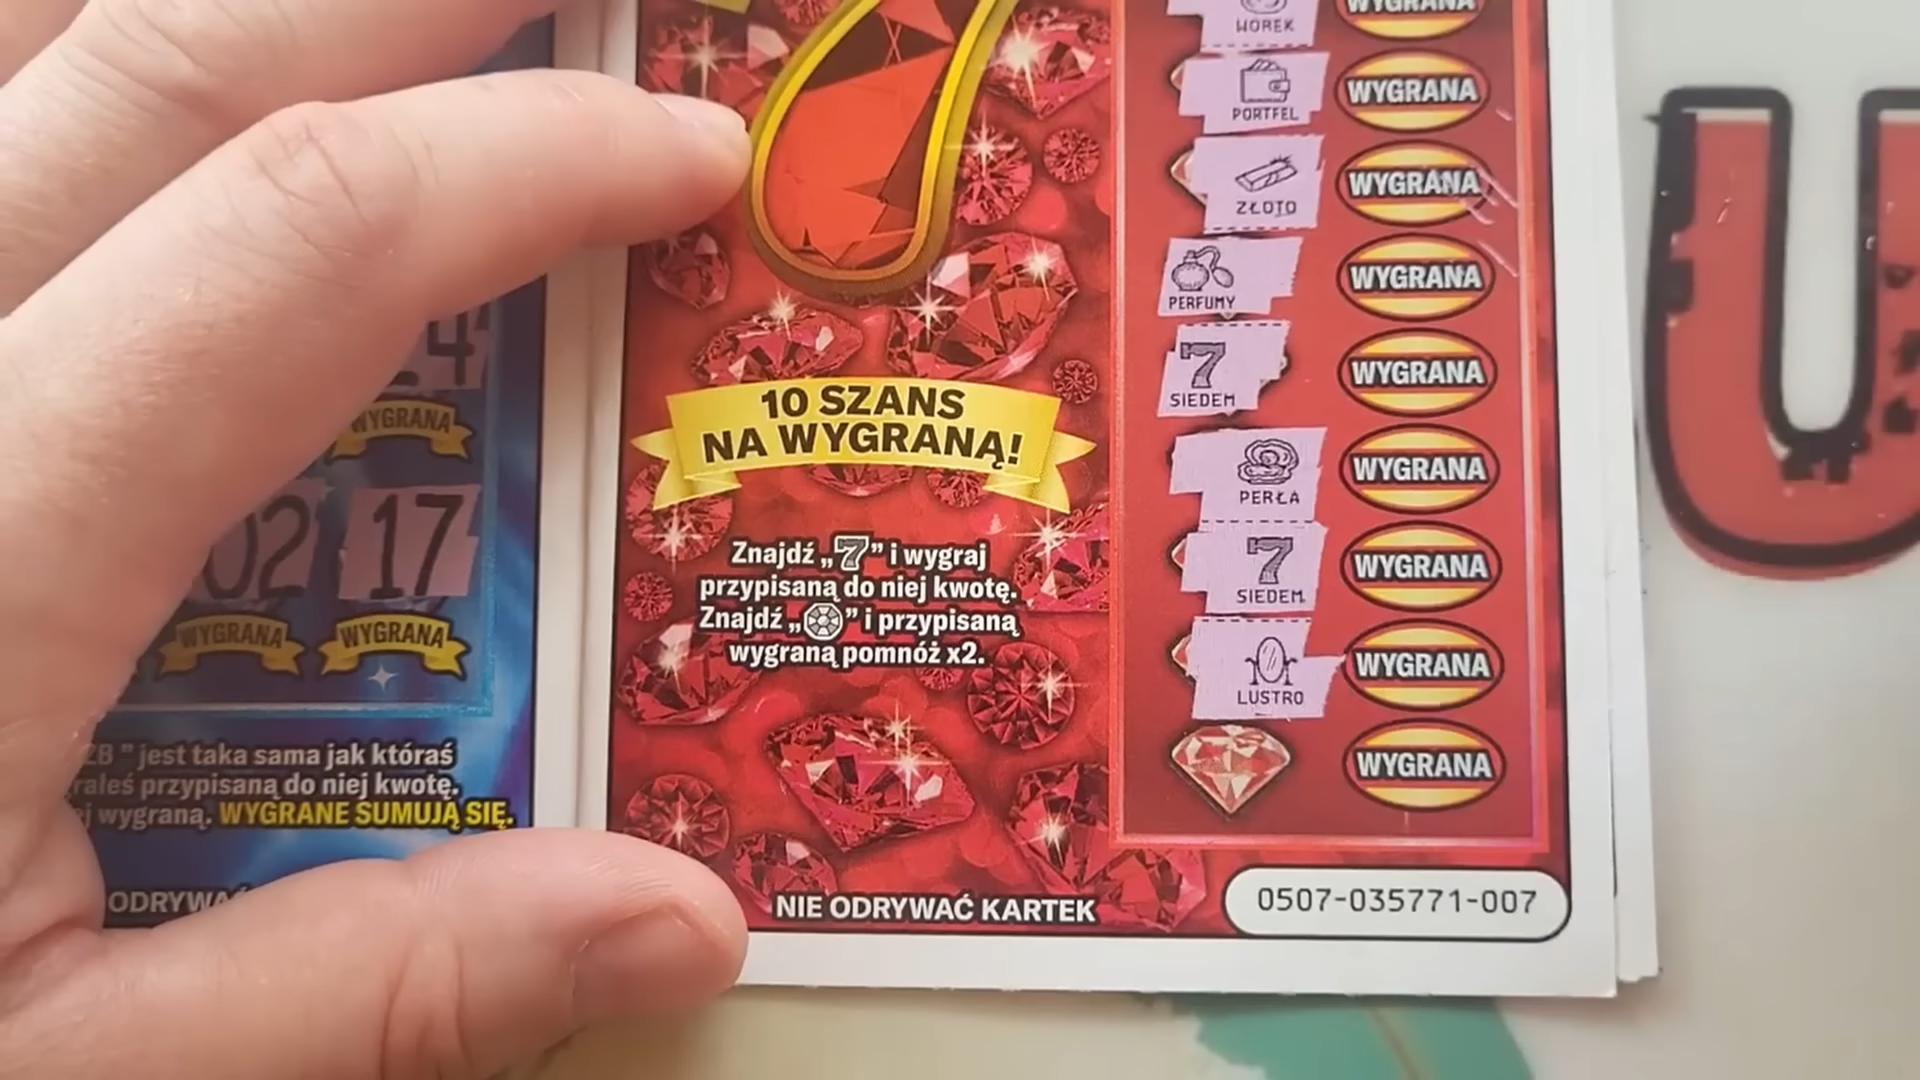 WOREK WYGRANA
PORTFEL WYGRANA
ZŁOTO WYGRANA
PERFUMY WYGRANA
7 SIEDEM WYGRANA
PERŁA WYGRANA
7 SIEDEM WYGRANA
LUSTRO WYGRANA
WYGRANA
10 SZANS
NA WYGRANĄ!
Znajdź „7” i wygraj
przypisaną do niej kwotę.
Znajdź „ ” i przypisaną
wygraną pomnóż x2.
NIE ODRYWAĆ KARTEK
0507-035771-007
WYGRANA
02 17
WYGRANA WYGRANA
” jest taka sama jak któraś
przypisaną do niej kwotę.
wygraną. WYGRANE SUMUJĄ SIĘ.
U